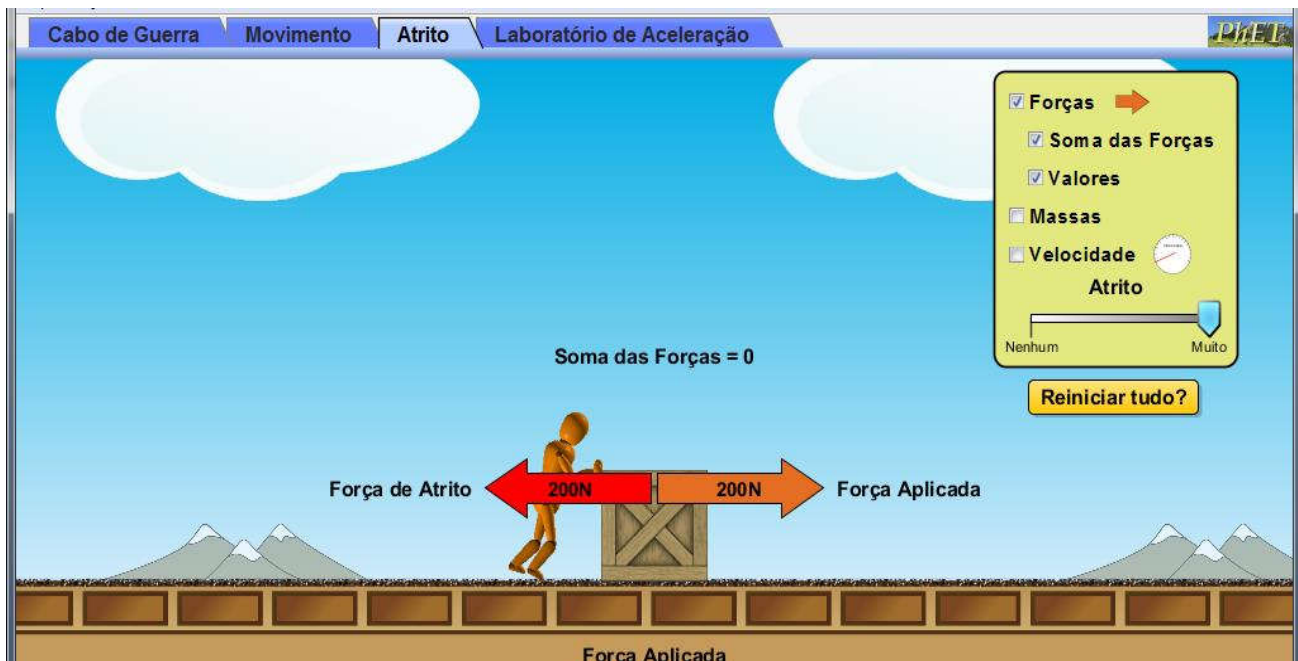 Cabo de Guerra Movimento Atrito Laboratório de Aceleração PhET
Forças
Soma das Forças
Valores
Massas
Velocidade
Atrito
Nenhum Muito
Reiniciar tudo?
Soma das Forças = 0
Força de Atrito 200N 200N Força Aplicada
Força Aplicada